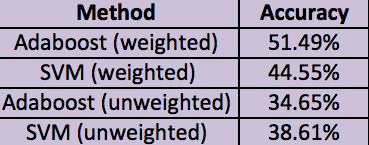 Method Accuracy
Adaboost (weighted) 51.49%
SVM (weighted) 44.55%
Adaboost (unweighted) 34.65%
SVM (unweighted) 38.61%